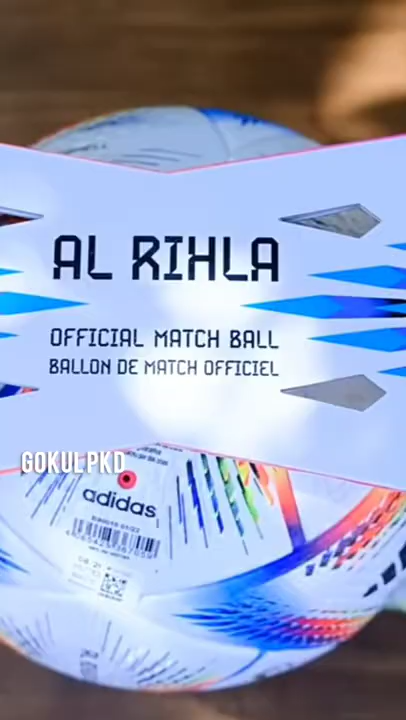 AL RIHLA
OFFICIAL MATCH BALL
BALLON DE MATCH OFFICIEL
GOKULPKD
adidas